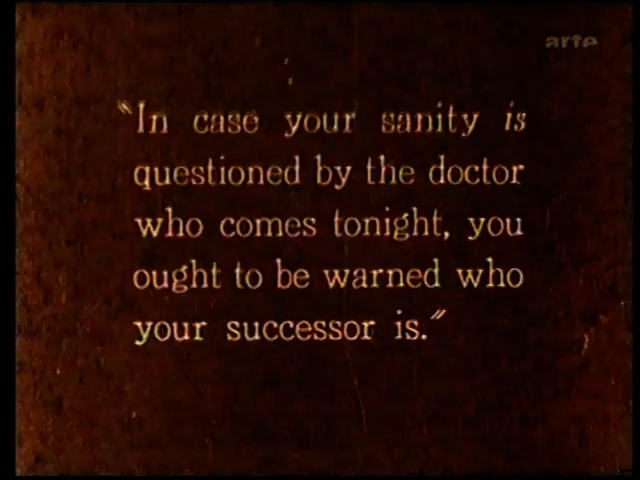 arte
"In case your sanity is
questioned by the doctor
who comes tonight, you
ought to be warned who
your successor is."